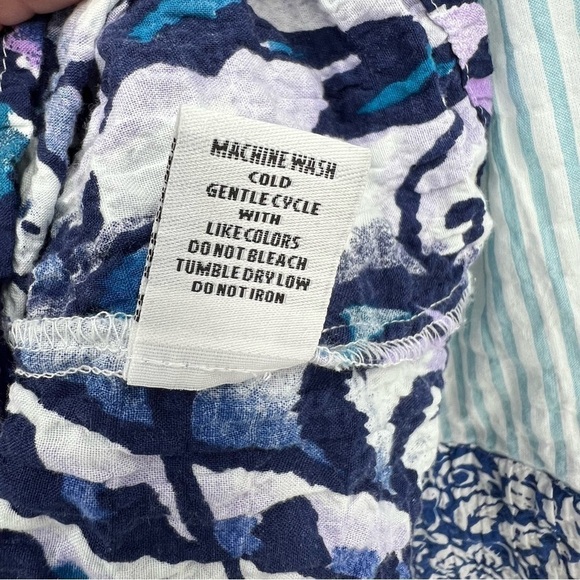 MACHINE WASH
COLD
GENTLE CYCLE
WITH
LIKE COLORS
DO NOT BLEACH
TUMBLE DRY LOW
DO NOT IRON